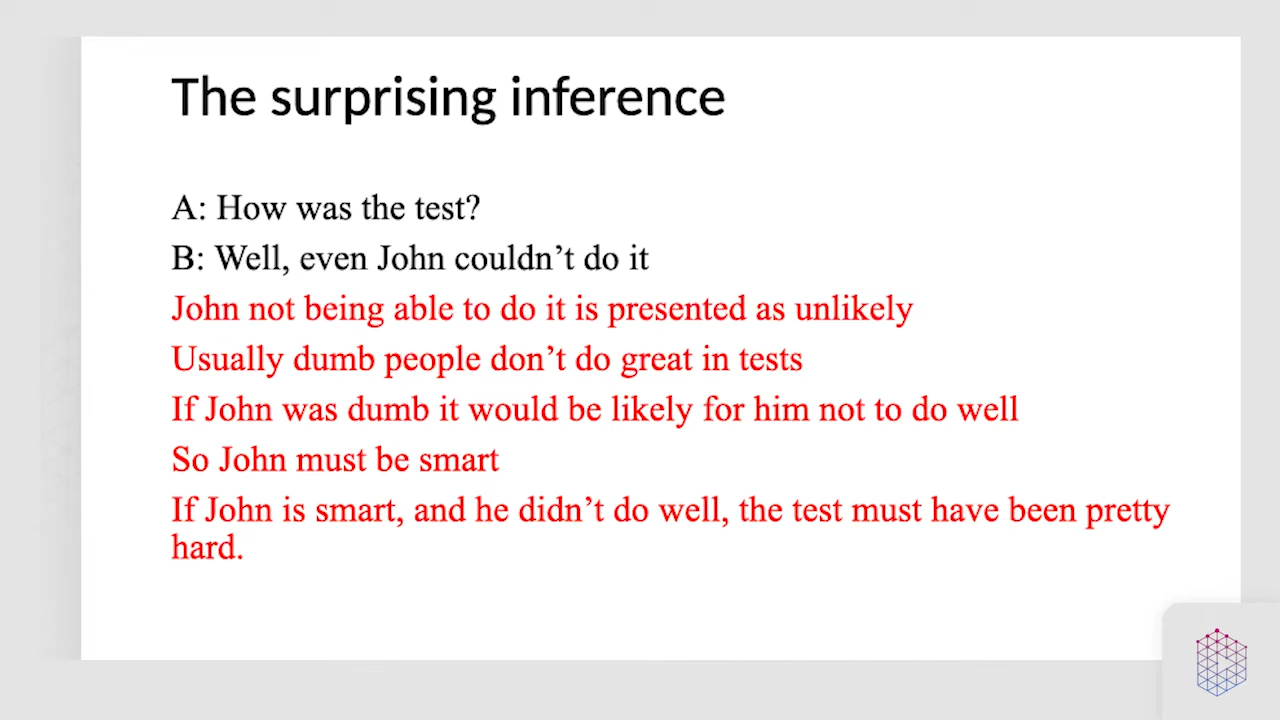 The surprising inference
A: How was the test?
B: Well, even John couldn’t do it
John not being able to do it is presented as unlikely
Usually dumb people don’t do great in tests
If John was dumb it would be likely for him not to do well
So John must be smart
If John is smart, and he didn’t do well, the test must have been pretty
hard.